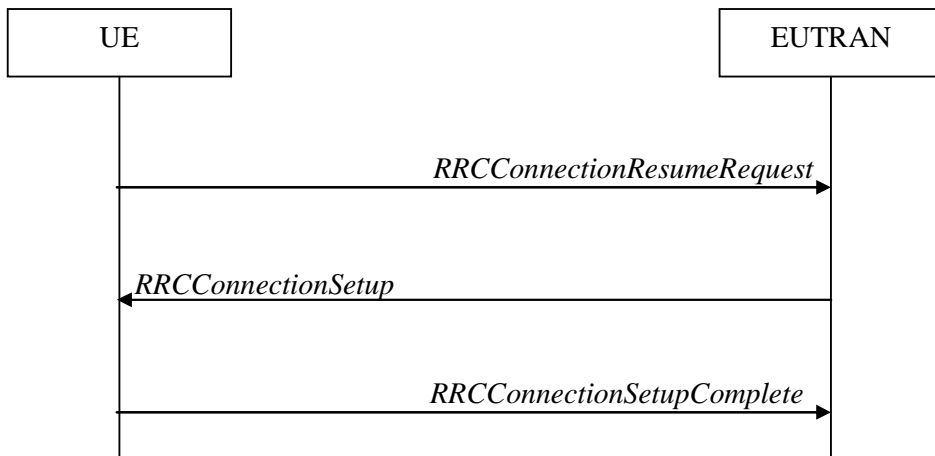 UE
EUTRAN
RRCConnectionResumeRequest
RRCConnectionSetup
RRCConnectionSetupComplete